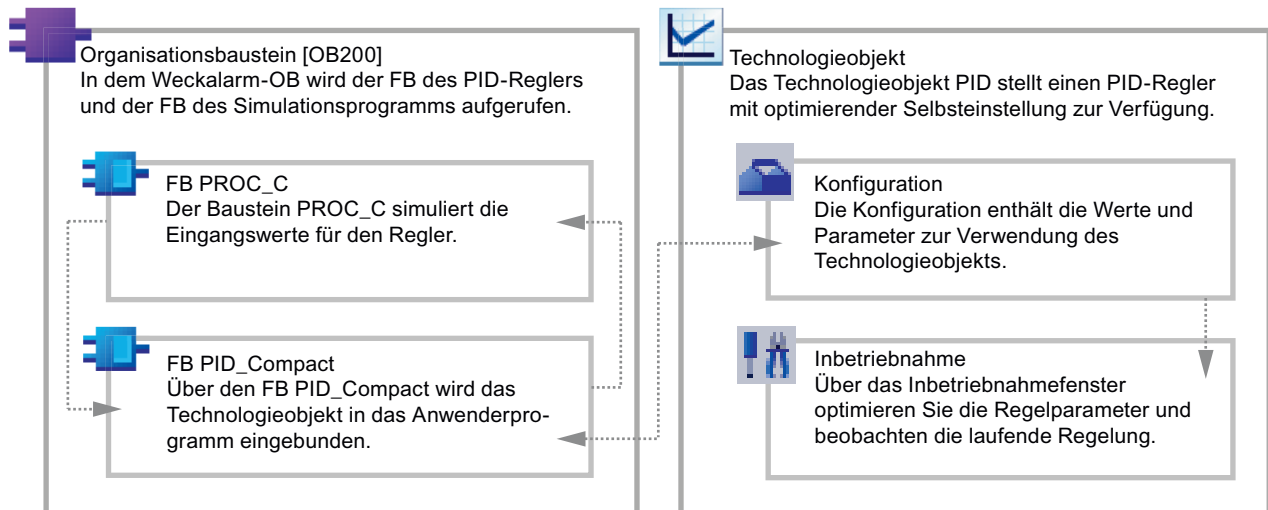 Organisationsbaustein [OB200]
In dem Weckalarm-OB wird der FB des PID-Reglers
und der FB des Simulationsprogramms aufgerufen.
FB PROC_C
Der Baustein PROC_C simuliert die
Eingangswerte für den Regler.
FB PID_Compact
Über den FB PID_Compact wird das
Technologieobjekt in das Anwenderpro-
gramm eingebunden.
Technologieobjekt
Das Technologieobjekt PID stellt einen PID-Regler
mit optimierender Selbsteinstellung zur Verfügung.
Konfiguration
Die Konfiguration enthält die Werte und
Parameter zur Verwendung des
Technologieobjekts.
Inbetriebnahme
Über das Inbetriebnahmefenster
optimieren Sie die Regelparameter und
beobachten die laufende Regelung.